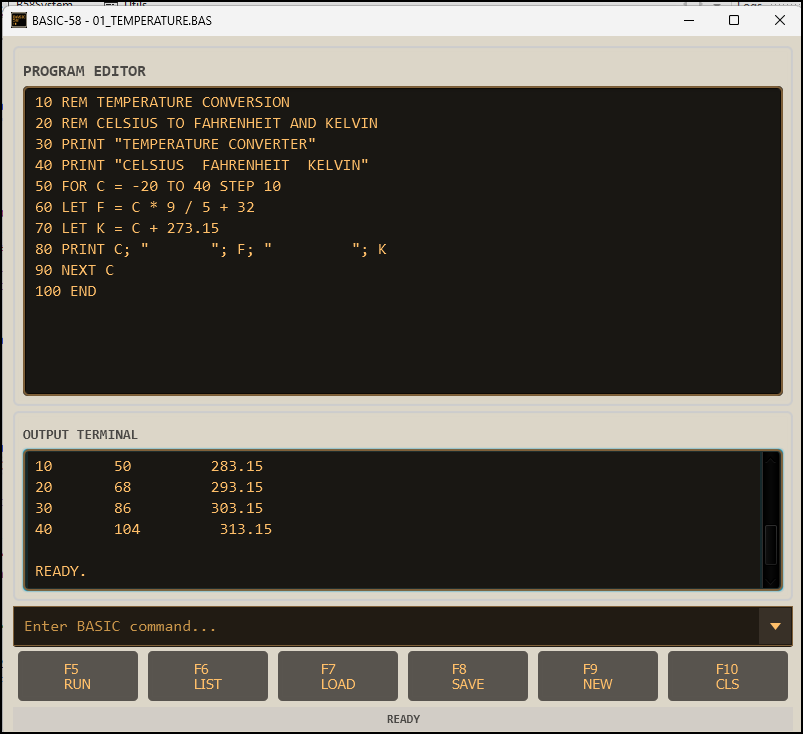 BASIC-58 - 01_TEMPERATURE.BAS
PROGRAM EDITOR
10 REM TEMPERATURE CONVERSION
20 REM CELSIUS TO FAHRENHEIT AND KELVIN
30 PRINT "TEMPERATURE CONVERTER"
40 PRINT "CELSIUS  FAHRENHEIT  KELVIN"
50 FOR C = -20 TO 40 STEP 10
60 LET F = C * 9 / 5 + 32
70 LET K = C + 273.15
80 PRINT C; "       "; F; "         "; K
90 NEXT C
100 END
OUTPUT TERMINAL
10       50         283.15
20       68         293.15
30       86         303.15
40       104         313.15
READY.
Enter BASIC command...
F5 F6 F7 F8 F9 F10
RUN LIST LOAD SAVE NEW CLS
READY